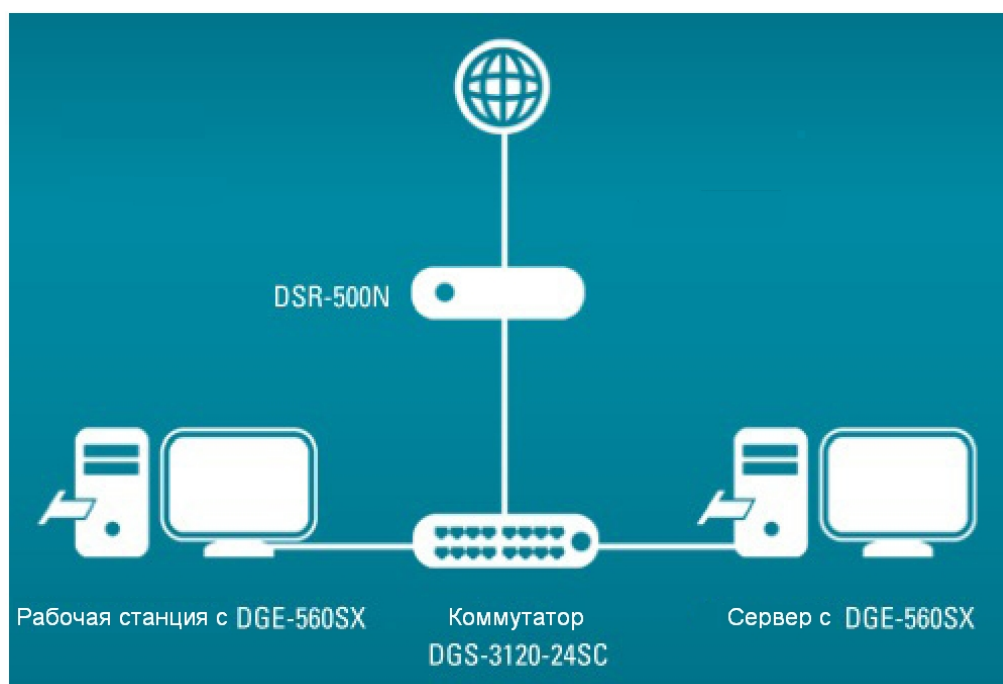 DSR-500N
Рабочая станция с DGE-560SX
Коммутатор
DGS-3120-24SC
Сервер с DGE-560SX